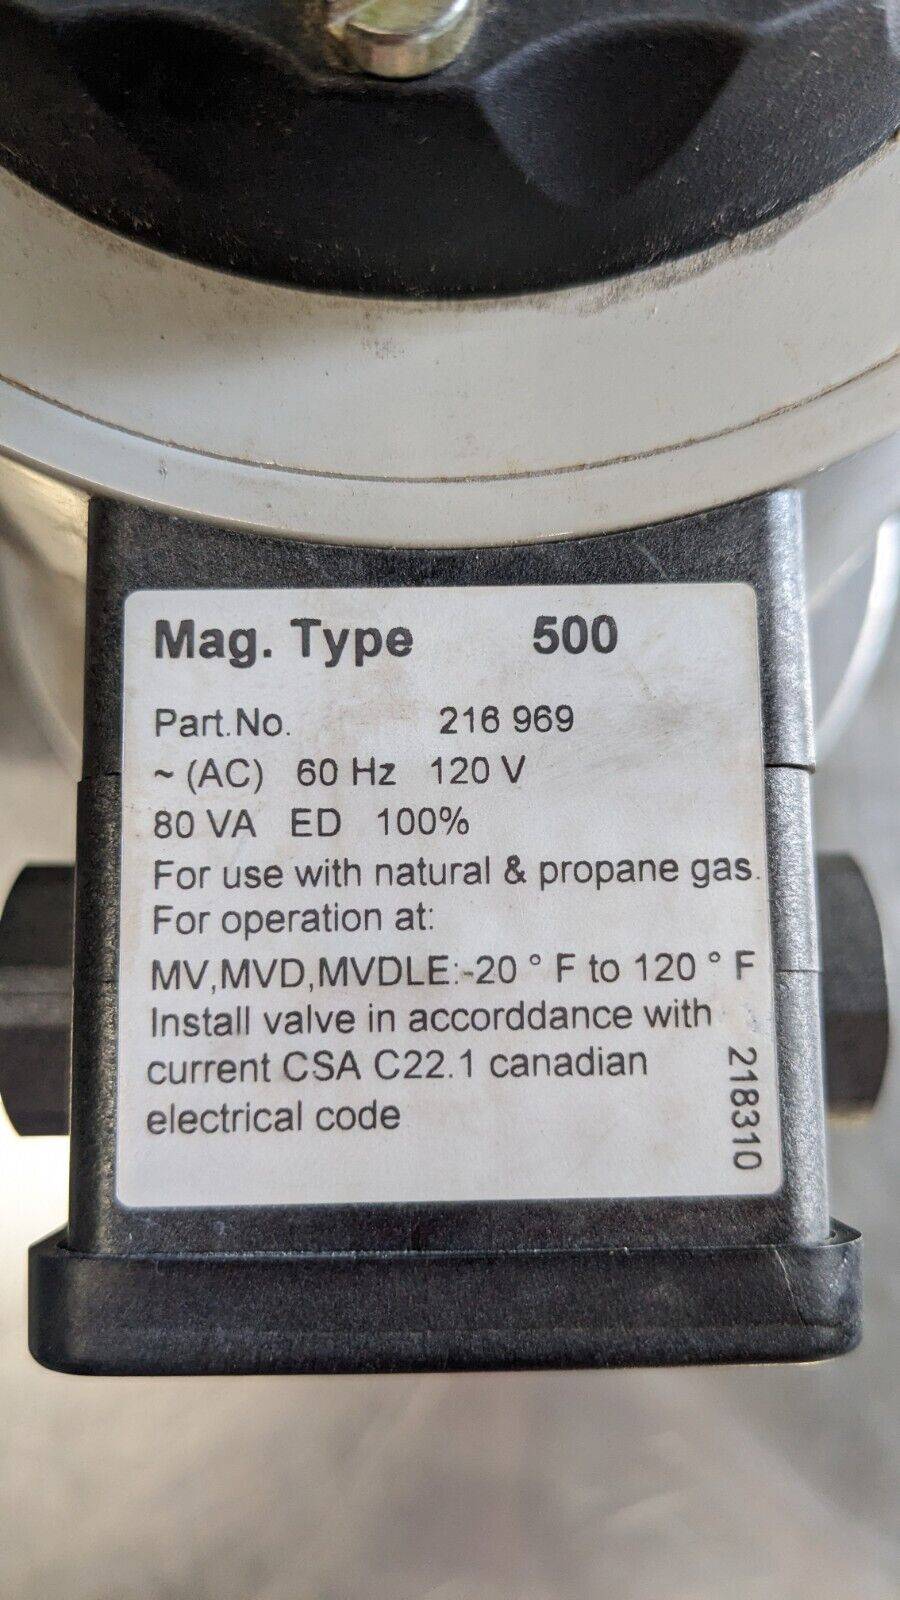 Mag. Type 500
Part.No. 216 969
~ (AC) 60 Hz 120 V
80 VA ED 100%
For use with natural & propane gas.
For operation at:
MV,MVD,MVDLE:-20 ° F to 120 ° F
Install valve in accorddance with
current CSA C22.1 canadian
electrical code
218310